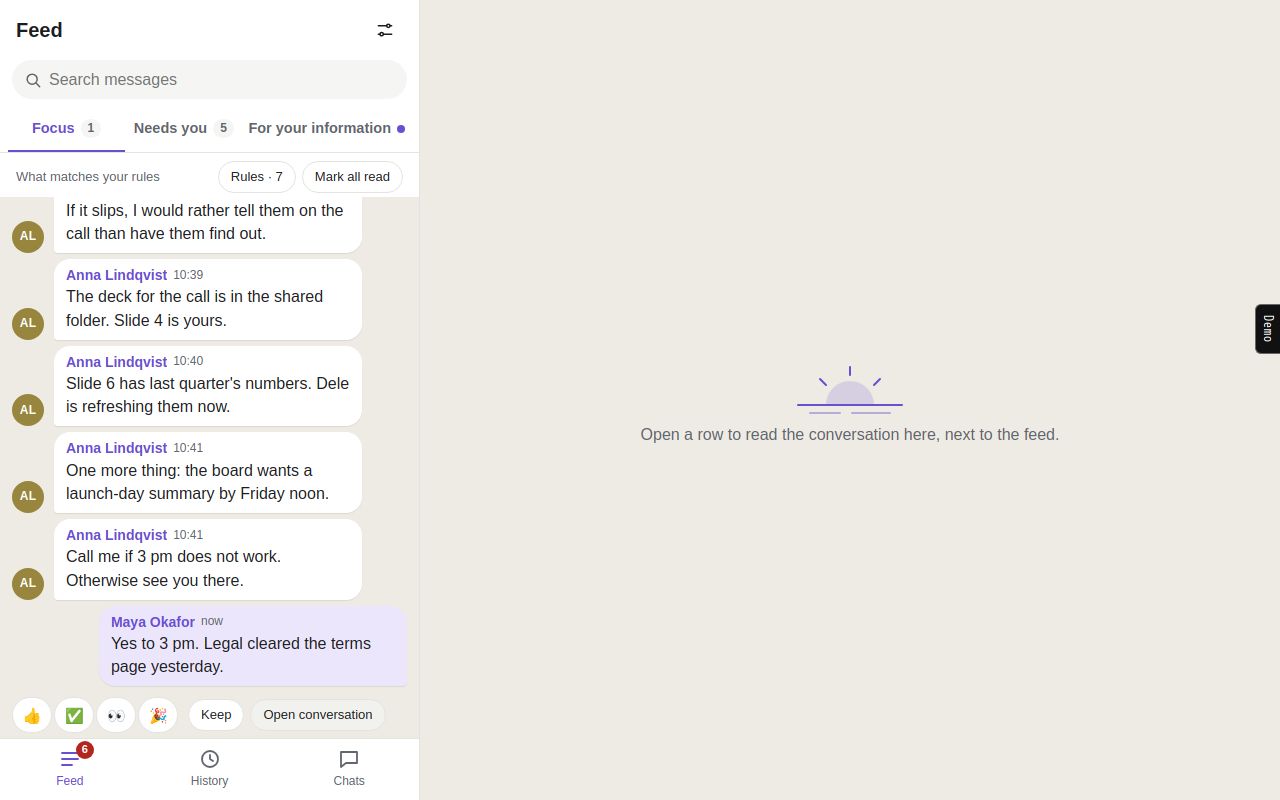 Feed
Search messages
Focus 1
Needs you 5
For your information
What matches your rules
Rules · 7
Mark all read
If it slips, I would rather tell them on the
call than have them find out.
AL
Anna Lindqvist 10:39
The deck for the call is in the shared
folder. Slide 4 is yours.
AL
Anna Lindqvist 10:40
Slide 6 has last quarter's numbers. Dele
is refreshing them now.
AL
Anna Lindqvist 10:41
One more thing: the board wants a
launch-day summary by Friday noon.
AL
Anna Lindqvist 10:41
Call me if 3 pm does not work.
Otherwise see you there.
AL
Maya Okafor now
Yes to 3 pm. Legal cleared the terms
page yesterday.
Keep
Open conversation
6
Feed
History
Chats
Open a row to read the conversation here, next to the feed.
Demo